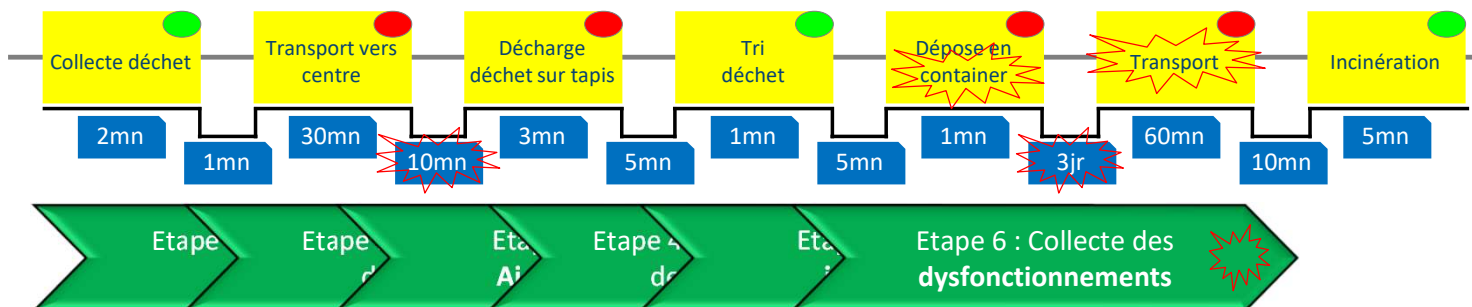 Collecte déchet
Transport vers
centre
Décharge
déchet sur tapis
Tri
déchet
Dépose en
container
Transport
Incinération
2mn
30mn
3mn
1mn
1mn
60mn
5mn
1mn
10mn
5mn
5mn
3jr
10mn
Etape
Etape
Etape 4
Etape 6 : Collecte des
dysfonctionnements